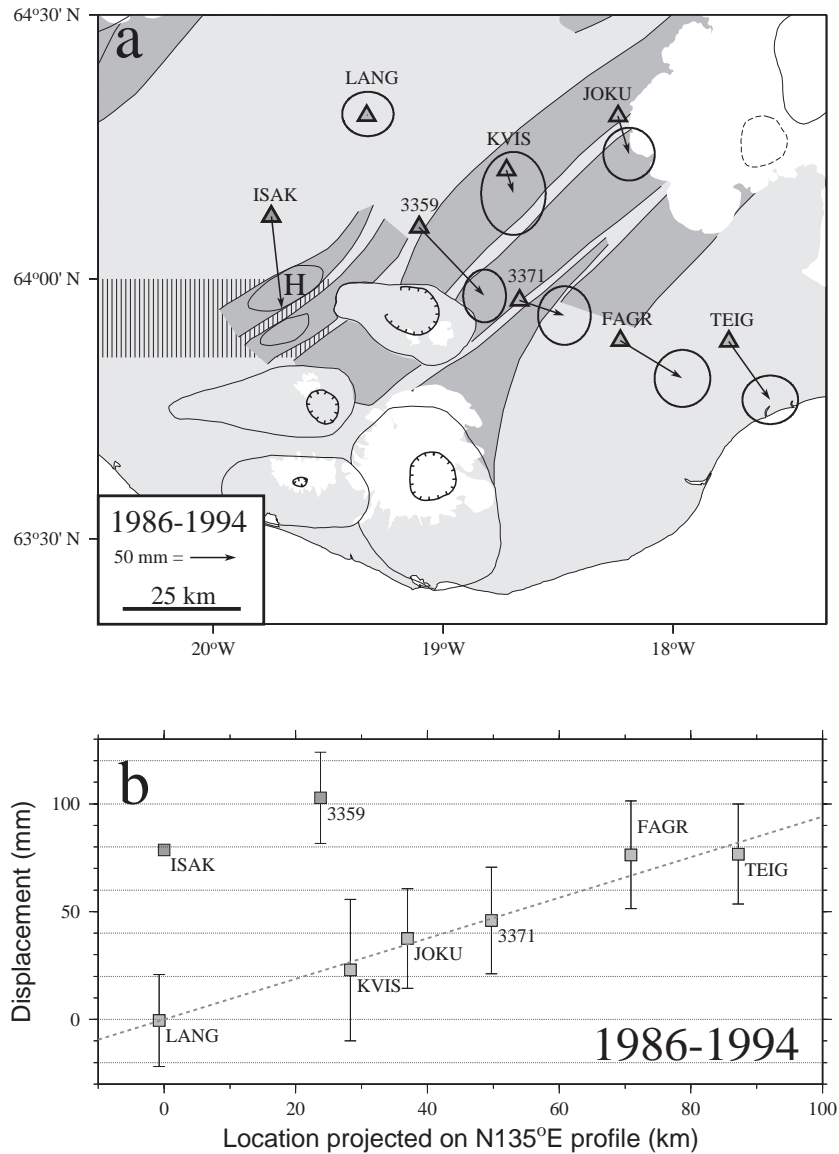 64°30' N
a
LANG
JOKU
KVIS
ISAK
3359
64°00' N
H
3371
FAGR
TEIG
63°30' N
1986-1994
50 mm =
25 km
20°W
19°W
18°W
b
100
50
0
Displacement (mm)
3359
ISAK
FAGR
TEIG
3371
JOKU
KVIS
LANG
1986-1994
0
20
40
60
80
100
Location projected on N135°E profile (km)